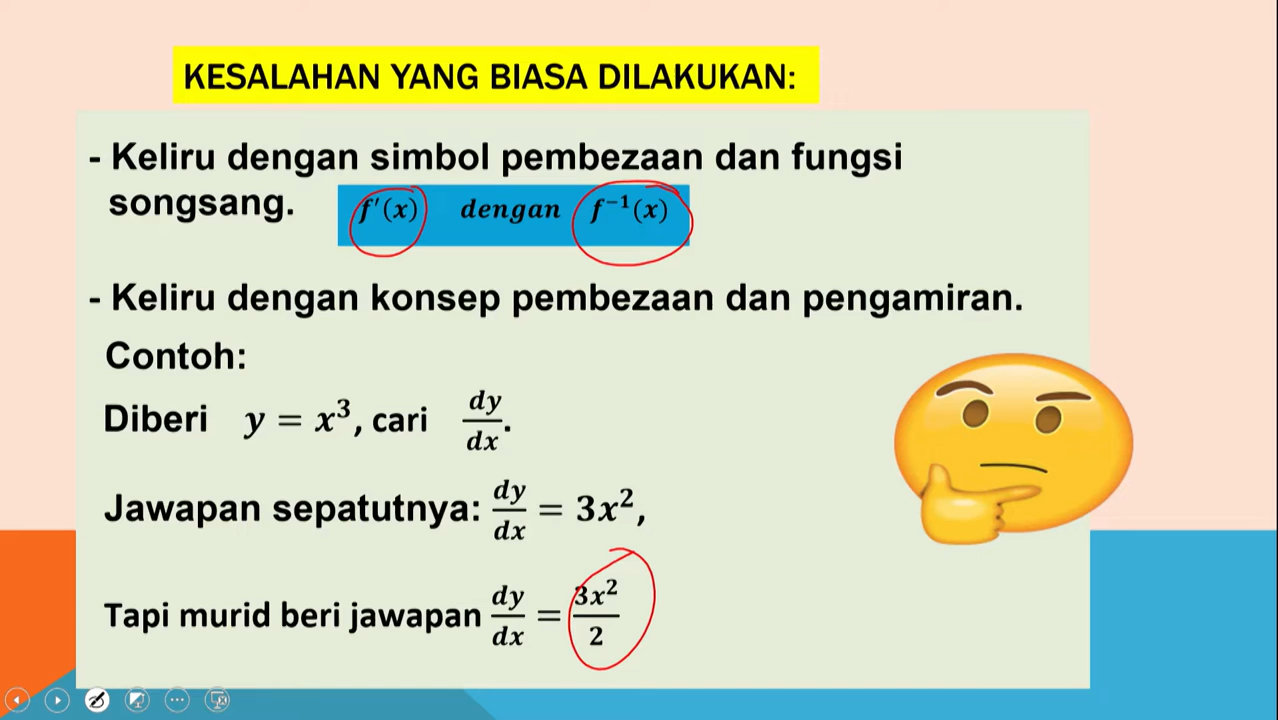 KESALAHAN YANG BIASA DILAKUKAN:
- Keliru dengan simbol pembezaan dan fungsi
songsang. f′(x) dengan f⁻¹(x)
- Keliru dengan konsep pembezaan dan pengamiran.
Contoh:
Diberi y = x³, cari dy/dx.
Jawapan sepatutnya: dy/dx = 3x²,
Tapi murid beri jawapan dy/dx = 3x²/2